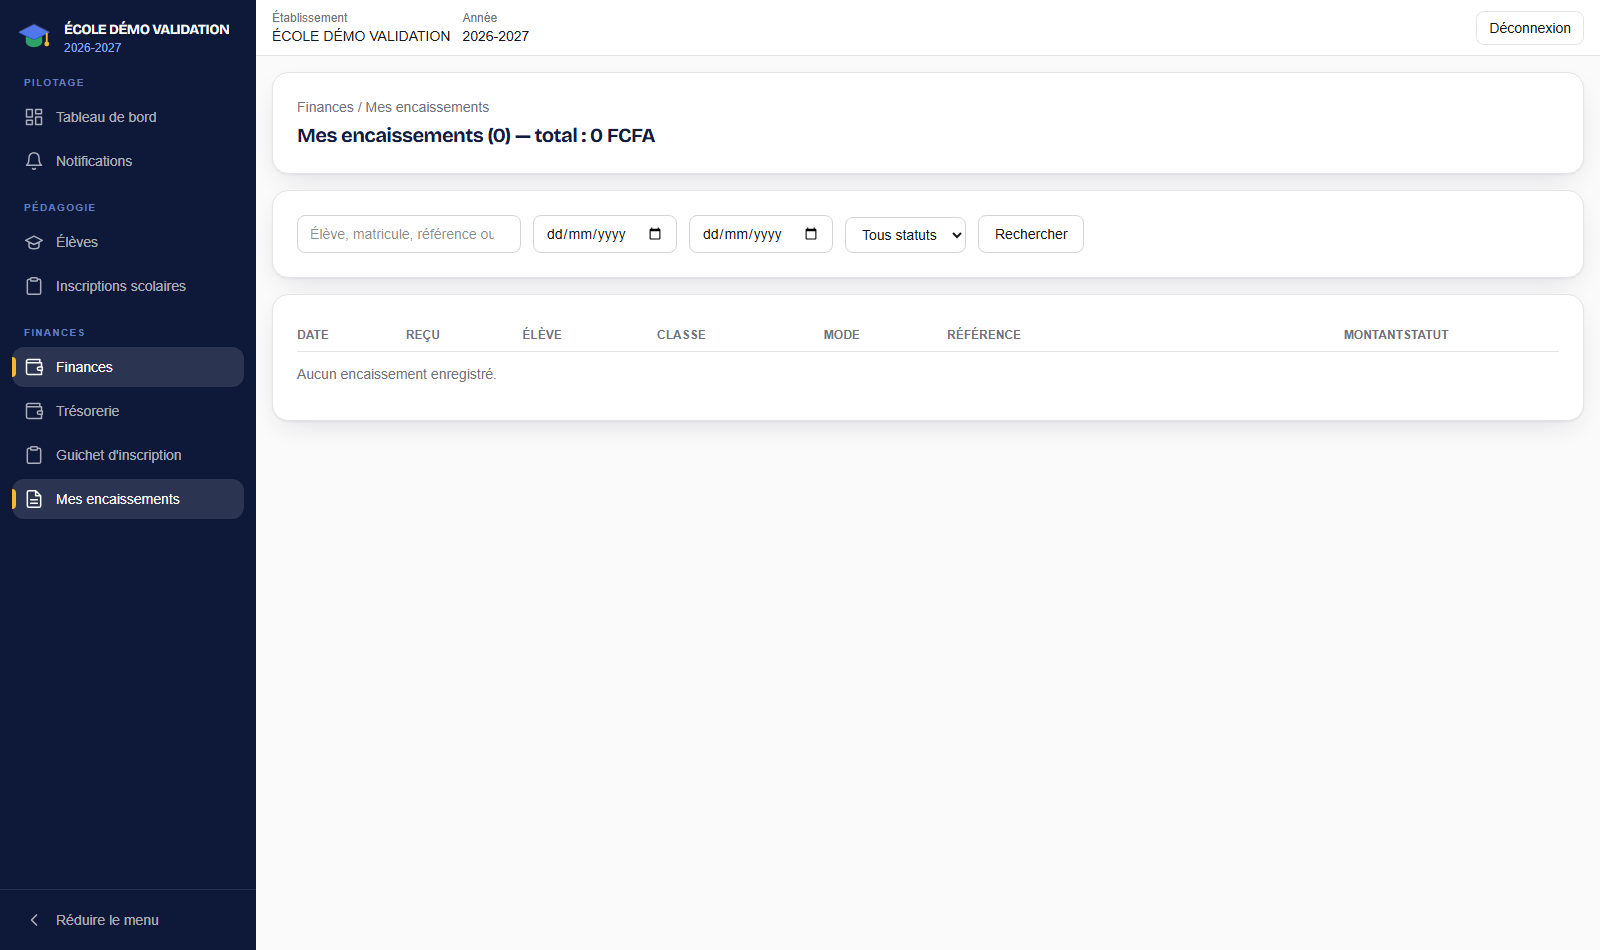 ÉCOLE DÉMO VALIDATION
2026-2027
PILOTAGE
Tableau de bord
Notifications
PÉDAGOGIE
Élèves
Inscriptions scolaires
FINANCES
Finances
Trésorerie
Guichet d'inscription
Mes encaissements
Réduire le menu
Établissement Année
ÉCOLE DÉMO VALIDATION 2026-2027
Déconnexion
Finances / Mes encaissements
Mes encaissements (0) — total : 0 FCFA
Élève, matricule, référence ou dd/mm/yyyy dd/mm/yyyy Tous statuts Rechercher
DATE REÇU ÉLÈVE CLASSE MODE RÉFÉRENCE MONTANT STATUT
Aucun encaissement enregistré.